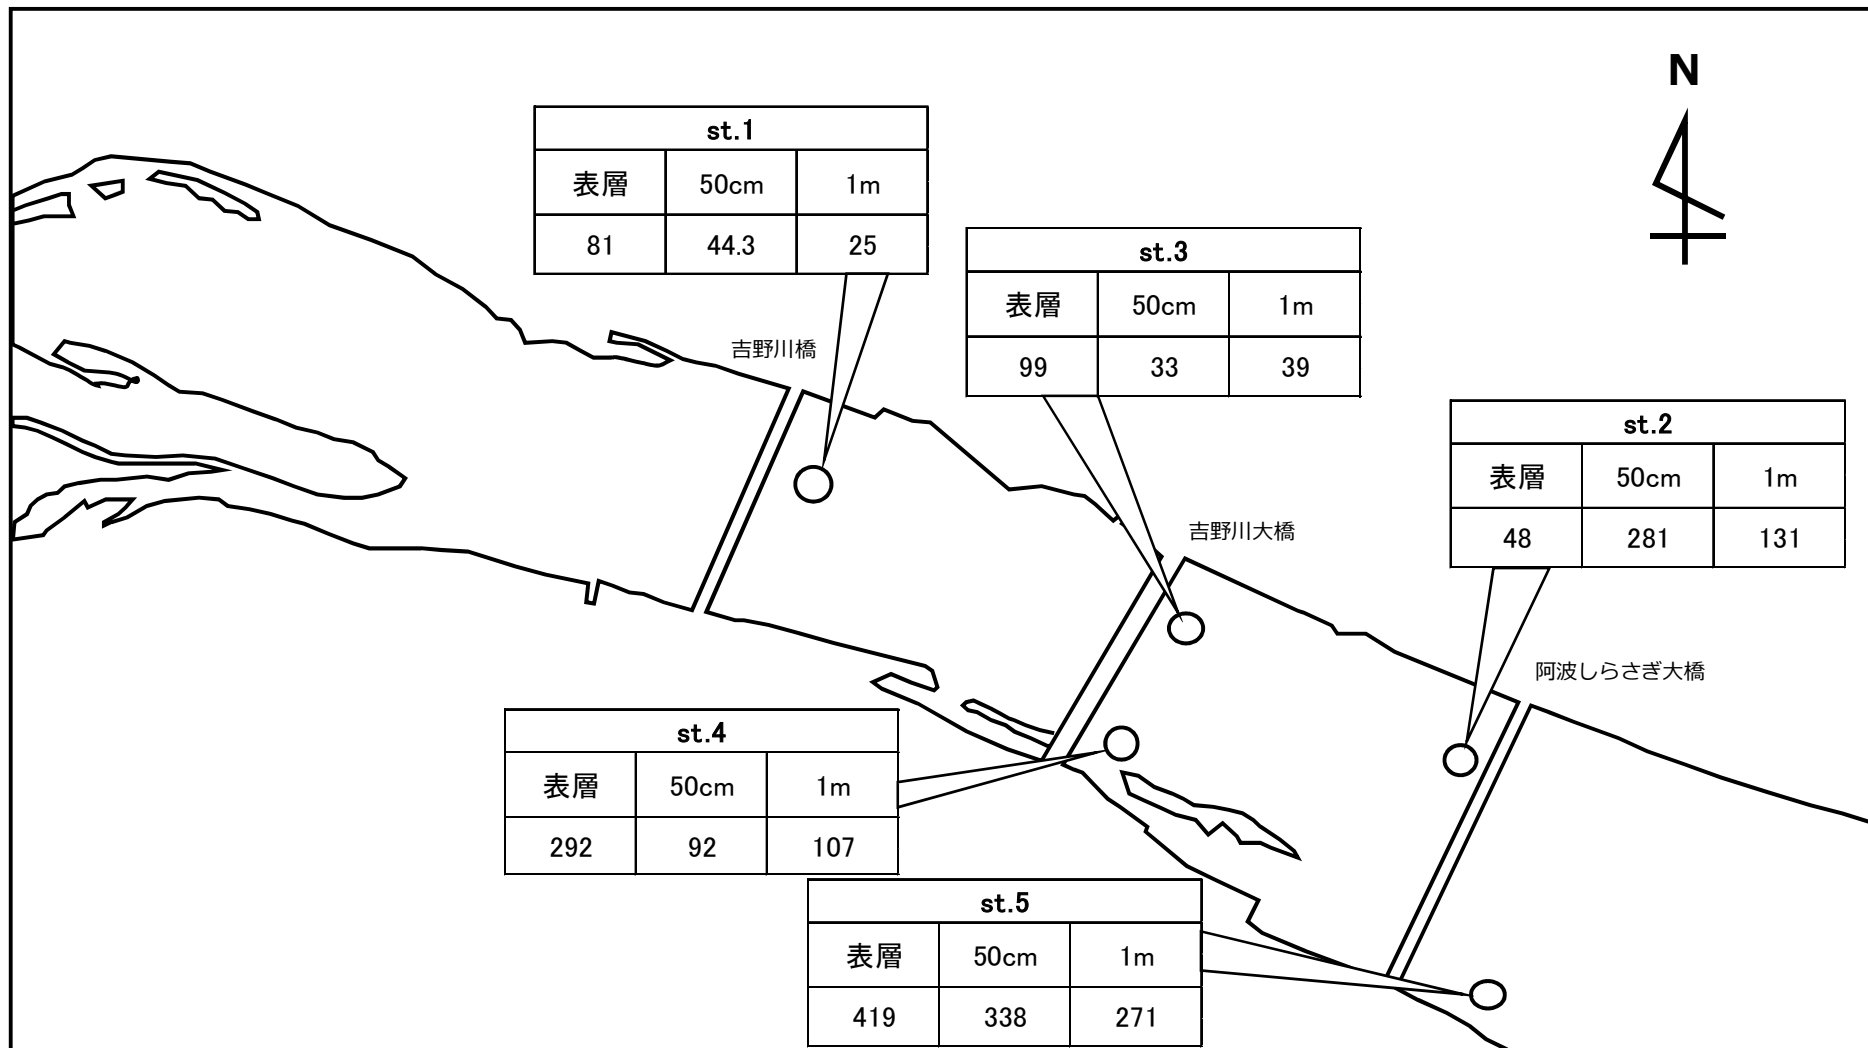 N
st.1
表層 50cm 1m
81 44.3 25
st.3
表層 50cm 1m
99 33 39
吉野川橋
st.2
表層 50cm 1m
48 281 131
吉野川大橋
阿波しらさぎ大橋
st.4
表層 50cm 1m
292 92 107
st.5
表層 50cm 1m
419 338 271